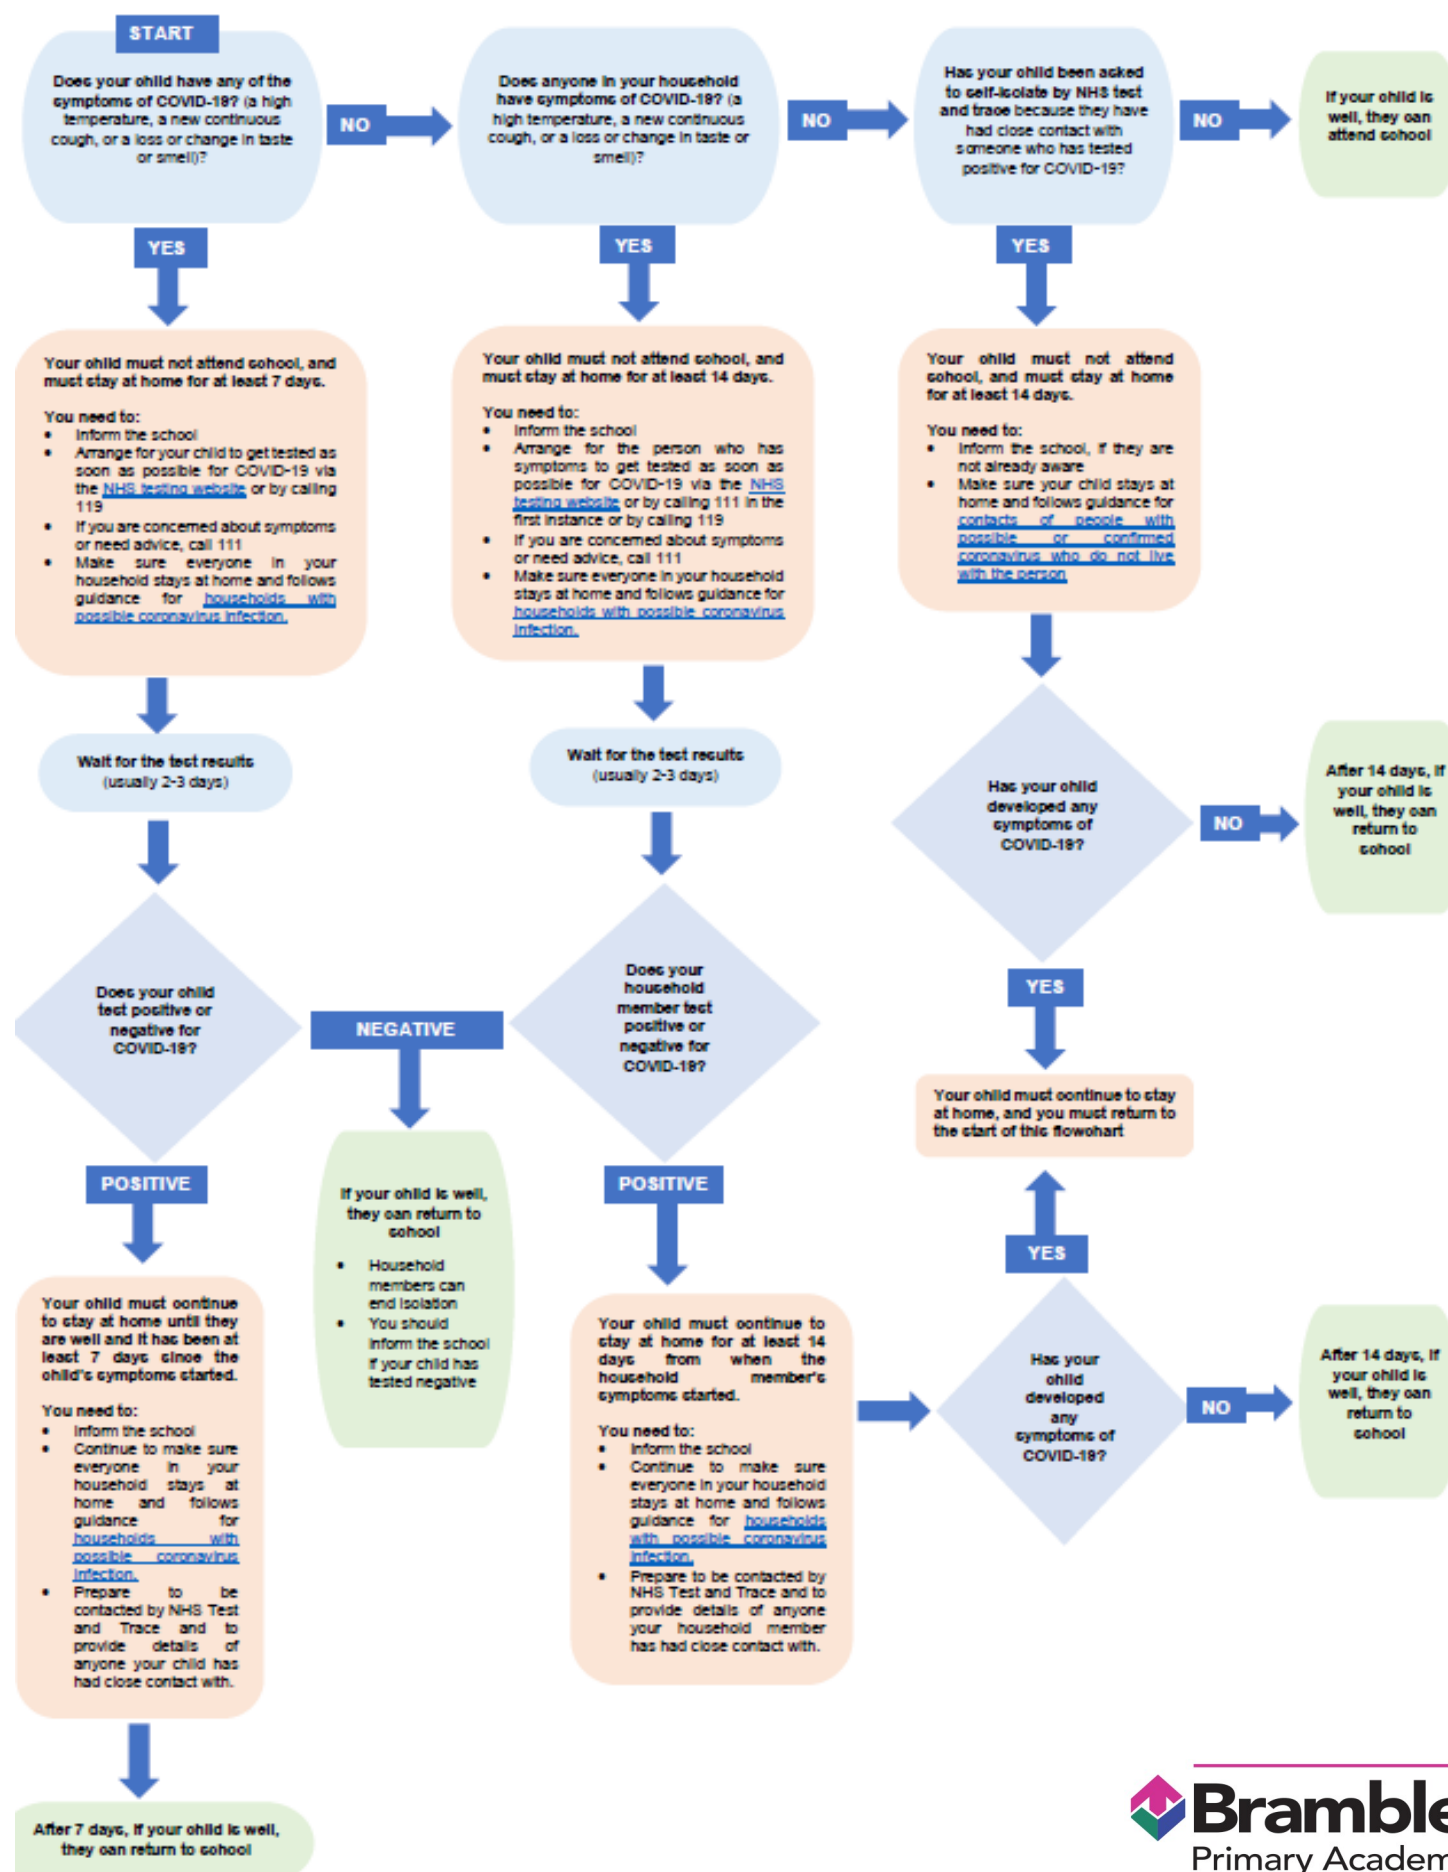 START
Does your child have any of the
symptoms of COVID-19? (a high
temperature, a new continuous
cough, or a loss or change in taste
or smell)?
NO
Does anyone in your household
have symptoms of COVID-19? (a
high temperature, a new continuous
cough, or a loss or change in taste or
smell)?
NO
Has your child been asked
to self-isolate by NHS test
and trace because they have
had close contact with
someone who has tested
positive for COVID-19?
NO
If your child is
well, they can
attend school
YES
YES
YES
Your child must not attend school, and
must stay at home for at least 7 days.
You need to:
• Inform the school
• Arrange for your child to get tested as
soon as possible for COVID-19 via
the NHS testing website or by calling
119
• If you are concerned about symptoms
or need advice, call 111
• Make sure everyone in your
household stays at home and follows
guidance for households with
possible coronavirus infection.
Your child must not attend school, and
must stay at home for at least 14 days.
You need to:
• Inform the school
• Arrange for the person who has
symptoms to get tested as soon as
possible for COVID-19 via the NHS
testing website or by calling 111 in the
first instance or by calling 119
• If you are concerned about symptoms
or need advice, call 111
• Make sure everyone in your household
stays at home and follows guidance for
households with possible coronavirus
infection.
Your child must not attend
school, and must stay at home
for at least 14 days.
You need to:
• Inform the school, if they are
not already aware
• Make sure your child stays at
home and follows guidance for
contacts of people with
possible or confirmed
coronavirus who do not live
with the person
Wait for the test results
(usually 2-3 days)
Wait for the test results
(usually 2-3 days)
Has your child
developed any
symptoms of
COVID-19?
NO
After 14 days, if
your child is
well, they can
return to
school
Does your child
test positive or
negative for
COVID-19?
NEGATIVE
Does your
household
member test
positive or
negative for
COVID-19?
YES
Your child must continue to stay
at home, and you must return to
the start of this flowchart
POSITIVE
If your child is well,
they can return to
school
• Household
members can
end isolation
• You should
inform the school
if your child has
tested negative
POSITIVE
YES
Your child must continue
to stay at home until they
are well and it has been at
least 7 days since the
child's symptoms started.
You need to:
• Inform the school
• Continue to make sure
everyone in your
household stays at
home and follows
guidance for
households with
possible coronavirus
infection.
• Prepare to be
contacted by NHS Test
and Trace and to
provide details of
anyone your child has
had close contact with.
Your child must continue to
stay at home for at least 14
days from when the
household member's
symptoms started.
You need to:
• Inform the school
• Continue to make sure
everyone in your household
stays at home and follows
guidance for households
with possible coronavirus
infection.
• Prepare to be contacted by
NHS Test and Trace and to
provide details of anyone
your household member
has had close contact with.
Has your
child
developed
any
symptoms of
COVID-19?
NO
After 14 days, if
your child is
well, they can
return to
school
After 7 days, if your child is well,
they can return to school
Bramble
Primary Academ